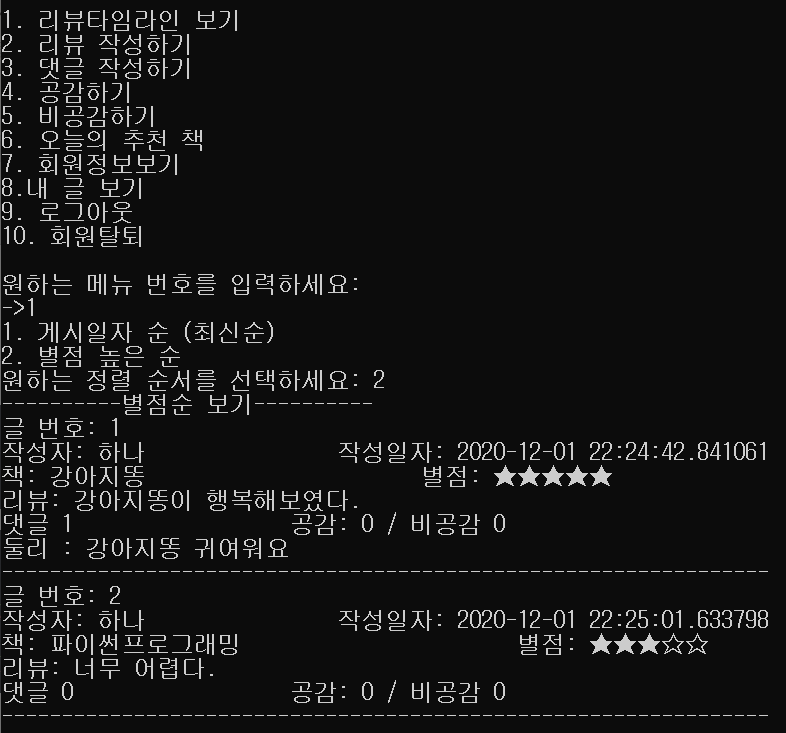 1. 리뷰타임라인 보기
2. 리뷰 작성하기
3. 댓글 작성하기
4. 공감하기
5. 비공감하기
6. 오늘의 추천 책
7. 회원정보보기
8.내 글 보기
9. 로그아웃
10. 회원탈퇴
원하는 메뉴 번호를 입력하세요:
->1
1. 게시일자 순 (최신순)
2. 별점 높은 순
원하는 정렬 순서를 선택하세요: 2
----------별점순 보기----------
글 번호: 1
작성자: 하나 작성일자: 2020-12-01 22:24:42.841061
책: 강아지똥 별점: ★★★★★
리뷰: 강아지똥이 행복해보였다.
댓글 1 공감: 0 / 비공감 0
둘리 : 강아지똥 귀여워요
----------------------------------------------------------------
글 번호: 2
작성자: 하나 작성일자: 2020-12-01 22:25:01.633798
책: 파이썬프로그래밍 별점: ★★★☆☆
리뷰: 너무 어렵다.
댓글 0 공감: 0 / 비공감 0
----------------------------------------------------------------